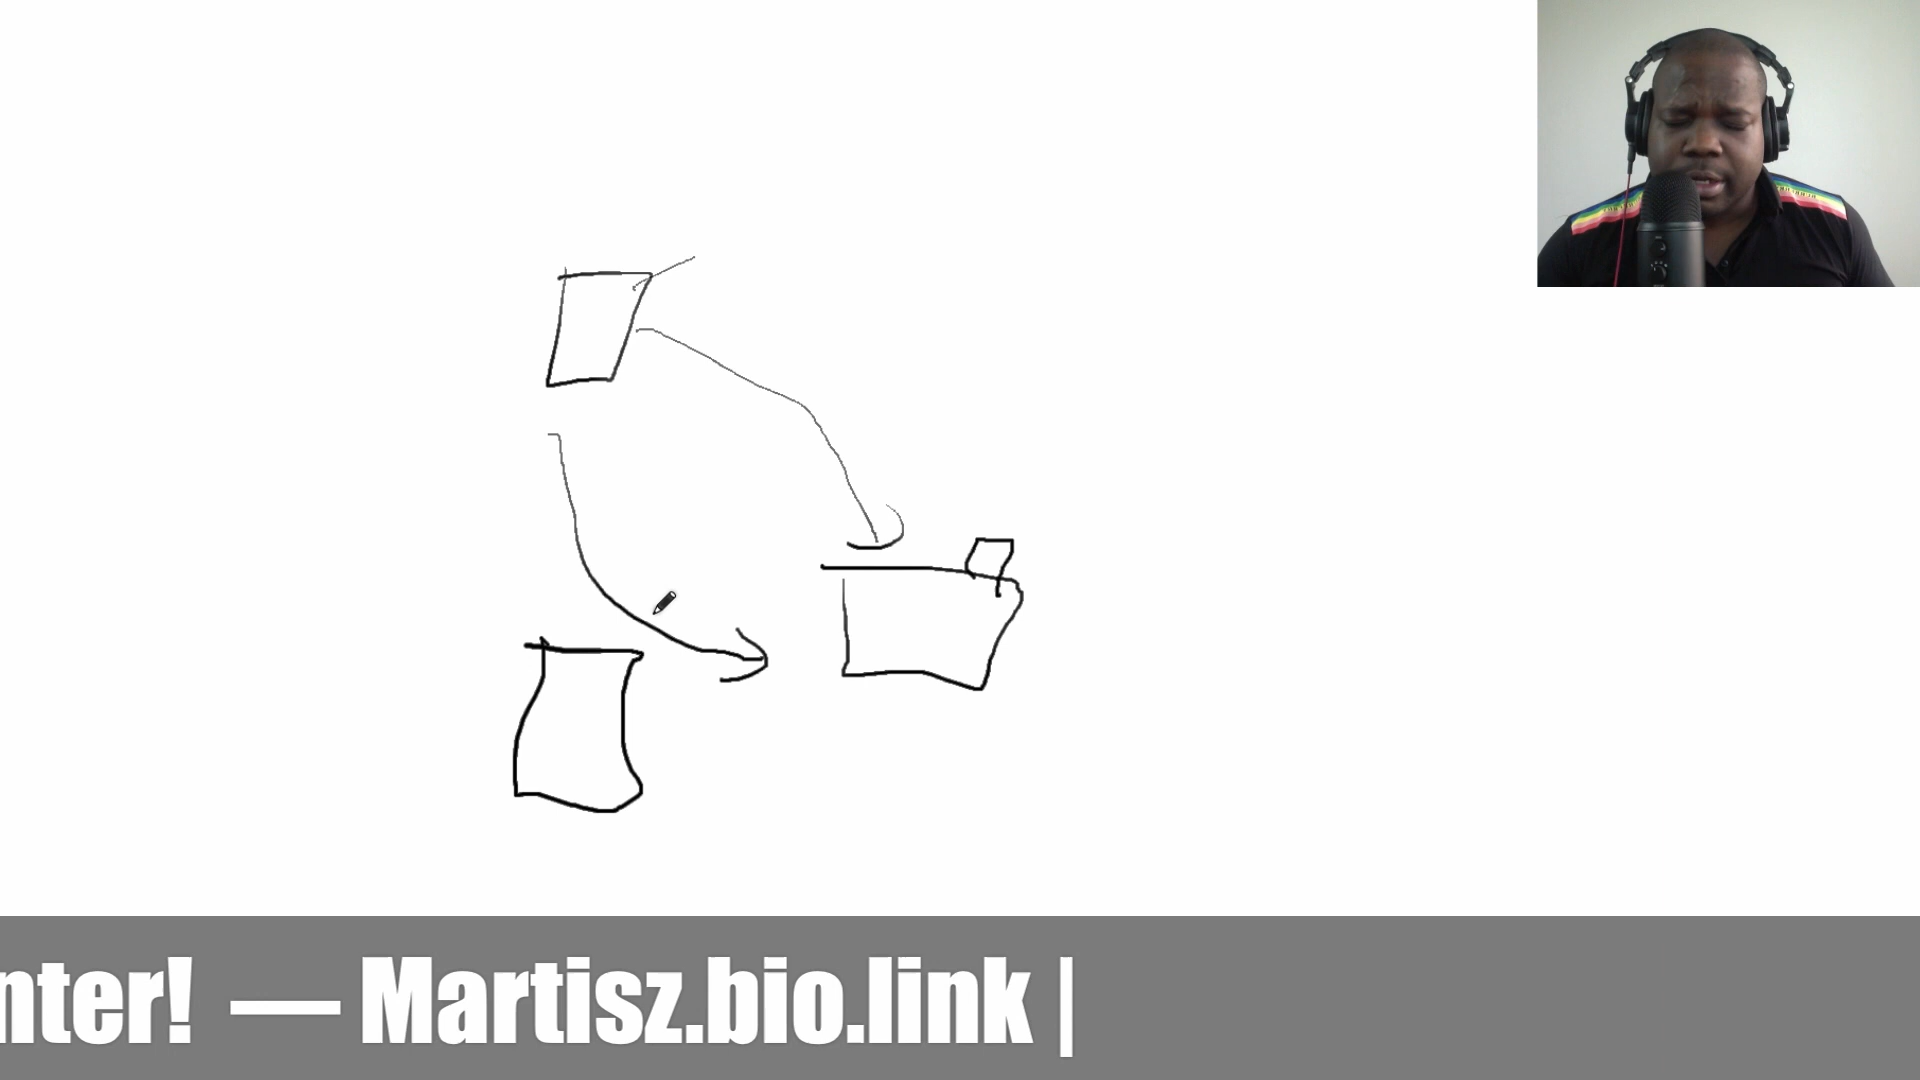 nter! — Martisz.bio.link |